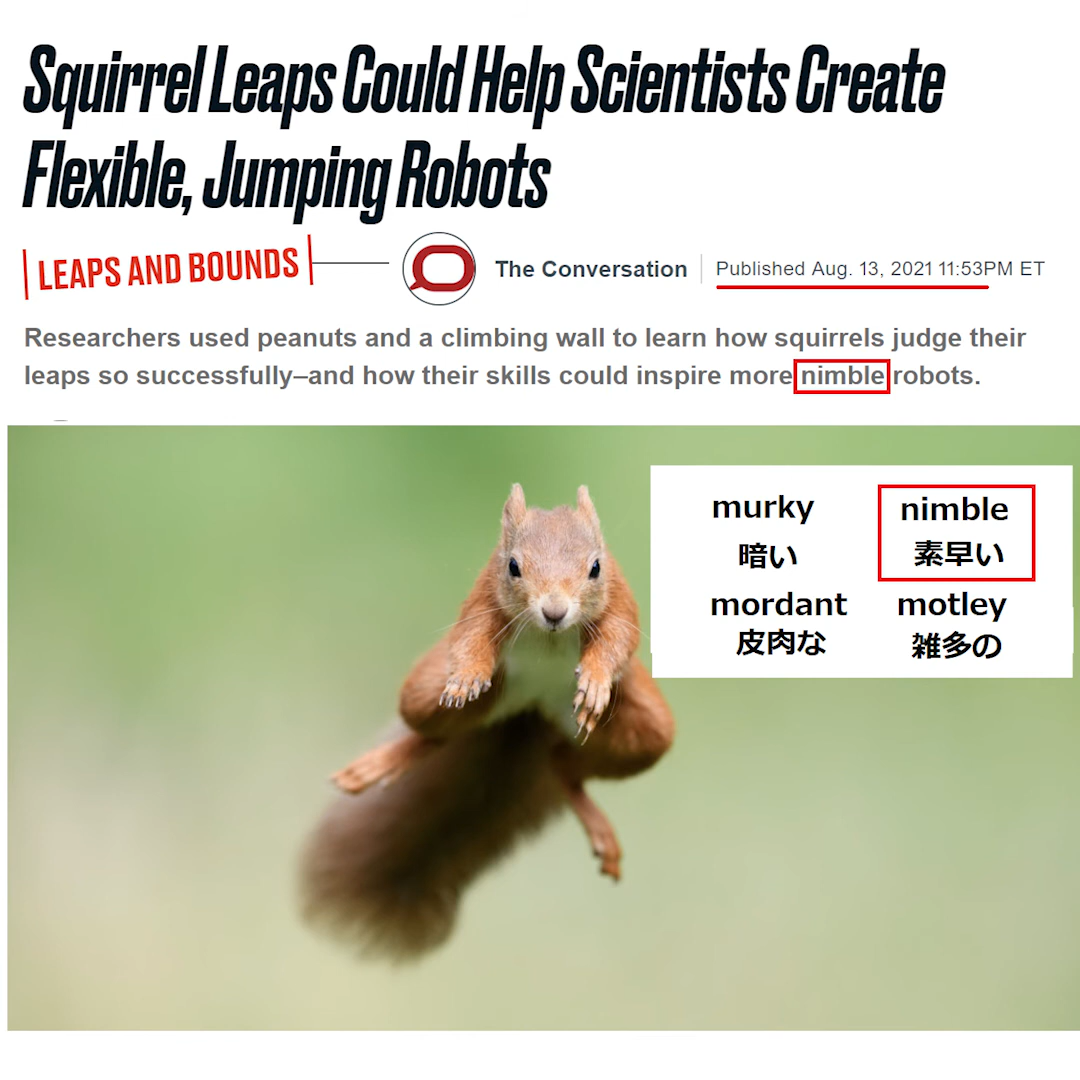 Squirrel Leaps Could Help Scientists Create
Flexible, Jumping Robots
LEAPS AND BOUNDS
The Conversation
Published Aug. 13, 2021 11:53PM ET
Researchers used peanuts and a climbing wall to learn how squirrels judge their
leaps so successfully—and how their skills could inspire more nimble robots.
murky
暗い
nimble
素早い
mordant
皮肉な
motley
雑多の